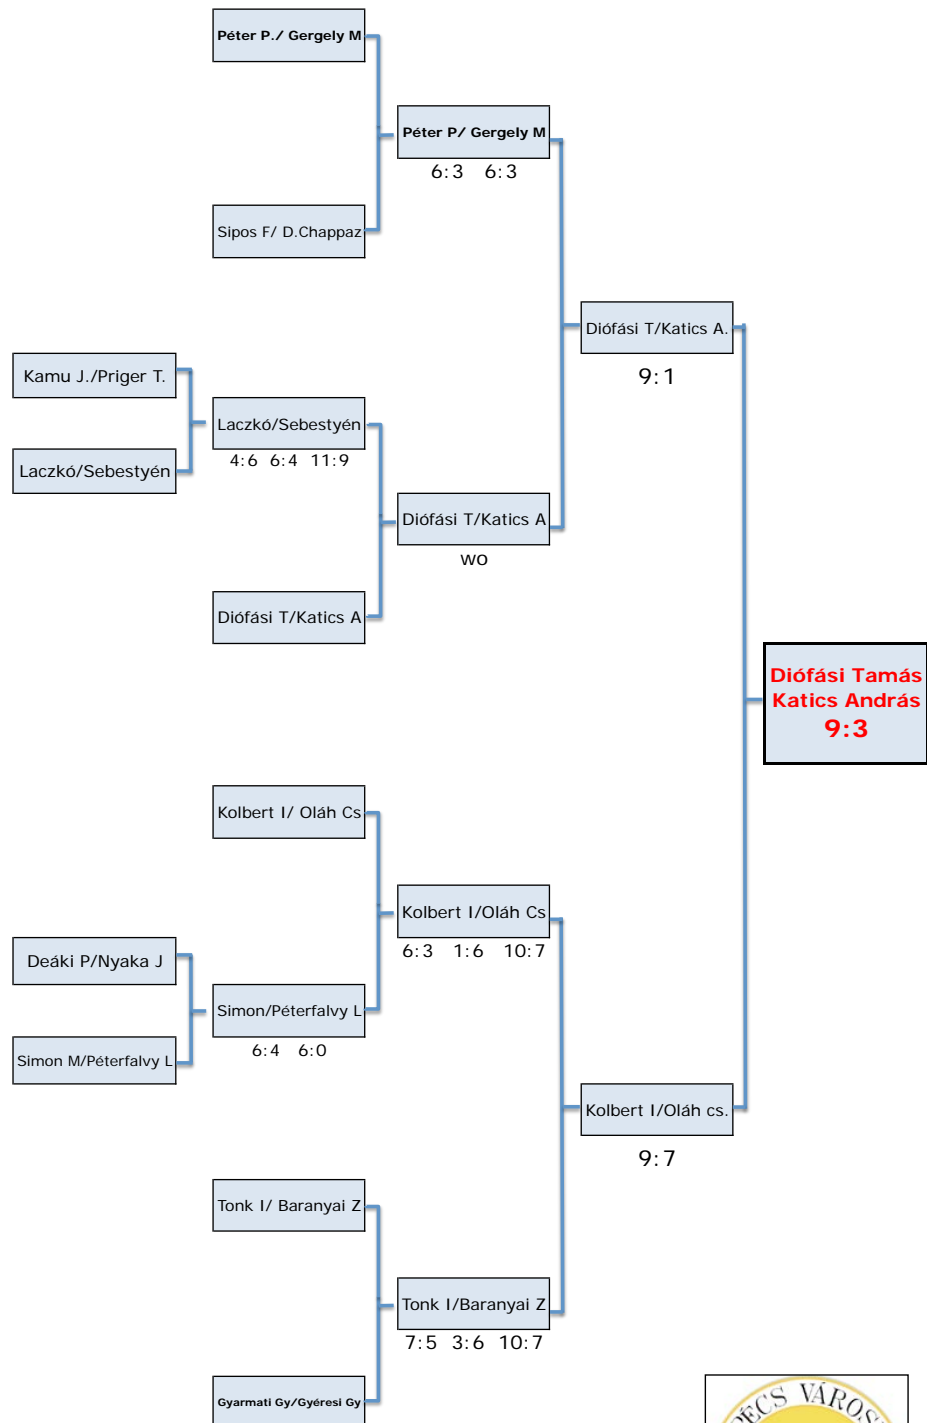 Péter P./ Gergely M
Péter P/ Gergely M
6:3 6:3
Sipos F/ D.Chappaz
Diófási T/Katics A.
9:1
Kamu J./Priger T.
Laczkó/Sebestyén
4:6 6:4 11:9
Laczkó/Sebestyén
Diófási T/Katics A
wo
Diófási T/Katics A
Diófási Tamás
Katics András
9:3
Kolbert I/ Oláh Cs
Kolbert I/Oláh Cs
6:3 1:6 10:7
Deáki P/Nyaka J
Simon/Péterfalvy L
6:4 6:0
Simon M/Péterfalvy L
Kolbert I/Oláh cs.
9:7
Tonk I/ Baranyai Z
Tonk I/Baranyai Z
7:5 3:6 10:7
Gyarmati Gy/Gyéresi Gy
PÉCS VÁROS